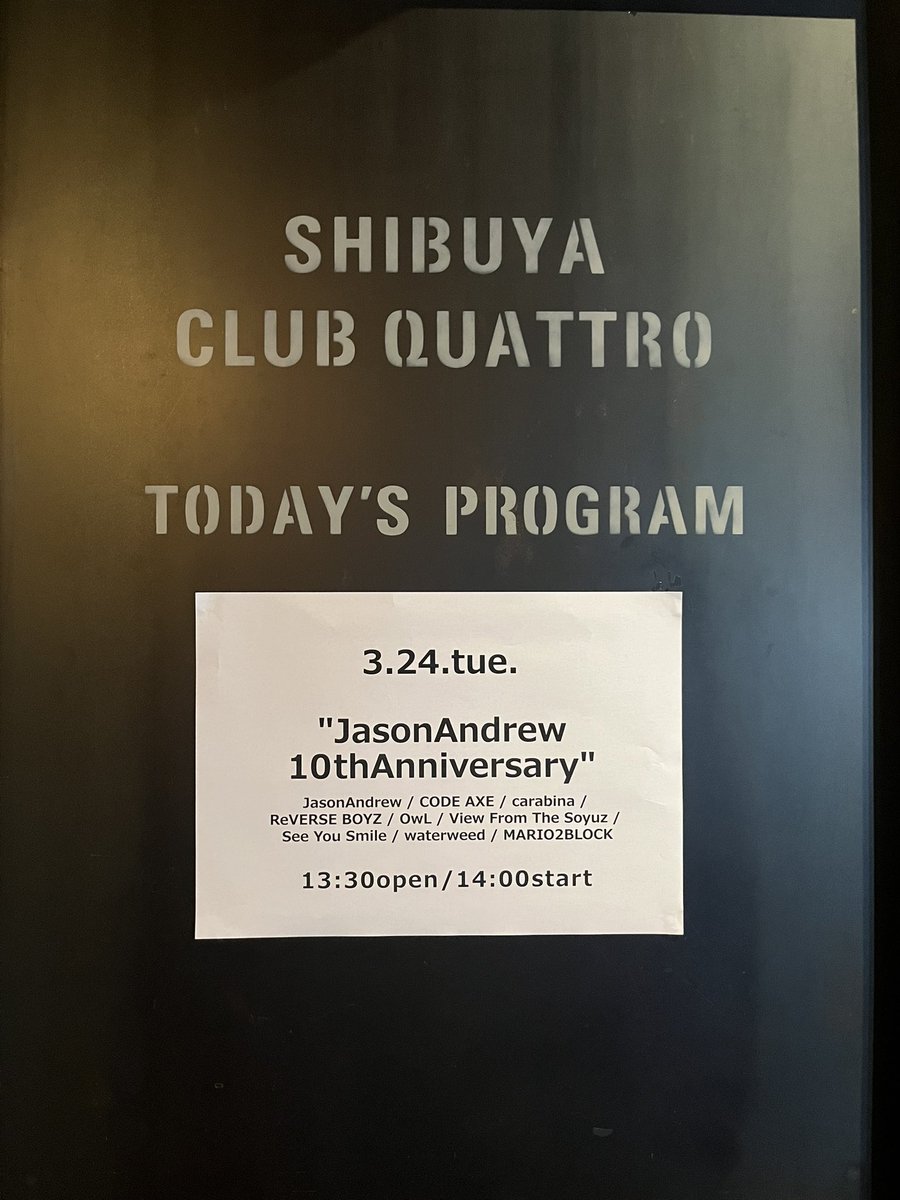 SHIBUYA
CLUB QUATTRO
TODAY'S PROGRAM
3.24.tue.
"JasonAndrew
10thAnniversary"
JasonAndrew / CODE AXE / carabina /
ReVERSE BOYZ / OwL / View From The Soyuz /
See You Smile / waterweed / MARIO2BLOCK
13:30open/14:00start